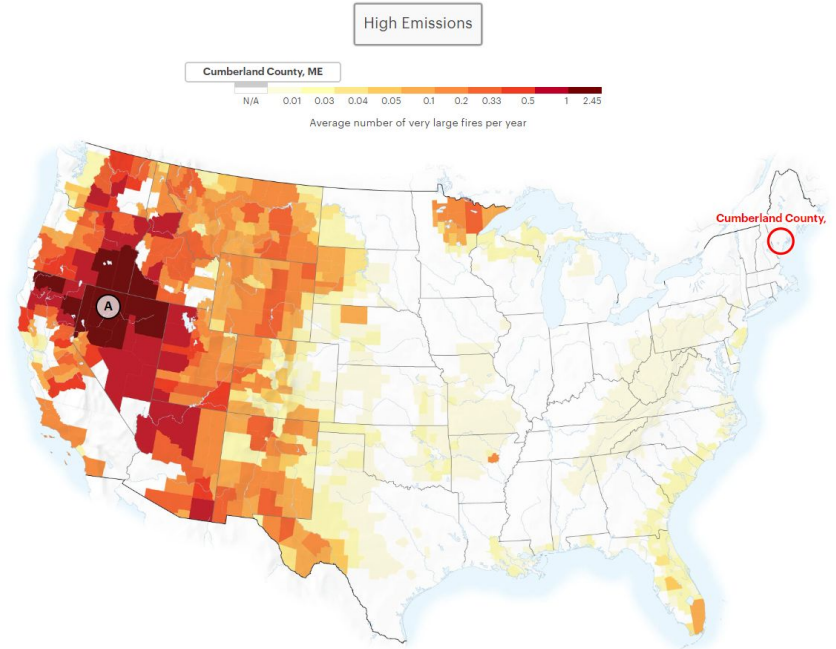 High Emissions
Cumberland County, ME
N/A 0.01 0.03 0.04 0.05 0.1 0.2 0.33 0.5 1 2.45
Average number of very large fires per year
Cumberland County,
A